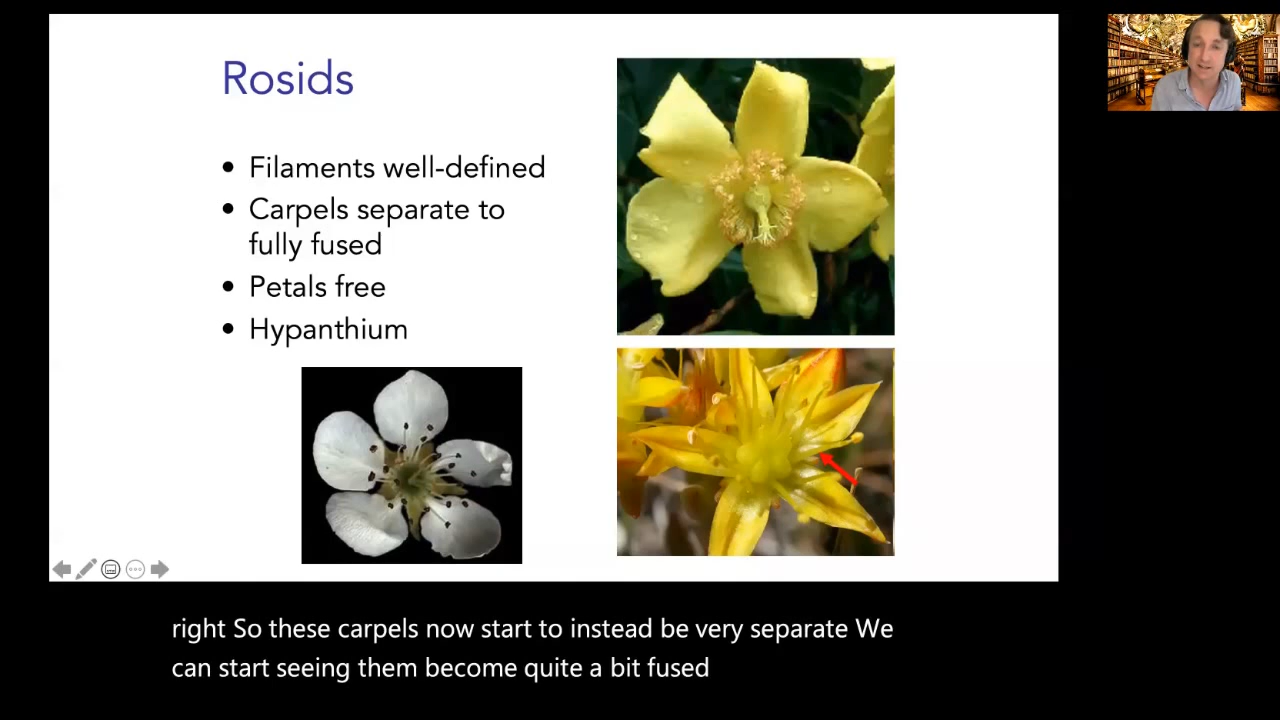 Rosids
• Filaments well-defined
• Carpels separate to
fully fused
• Petals free
• Hypanthium
right So these carpels now start to instead be very separate We
can start seeing them become quite a bit fused